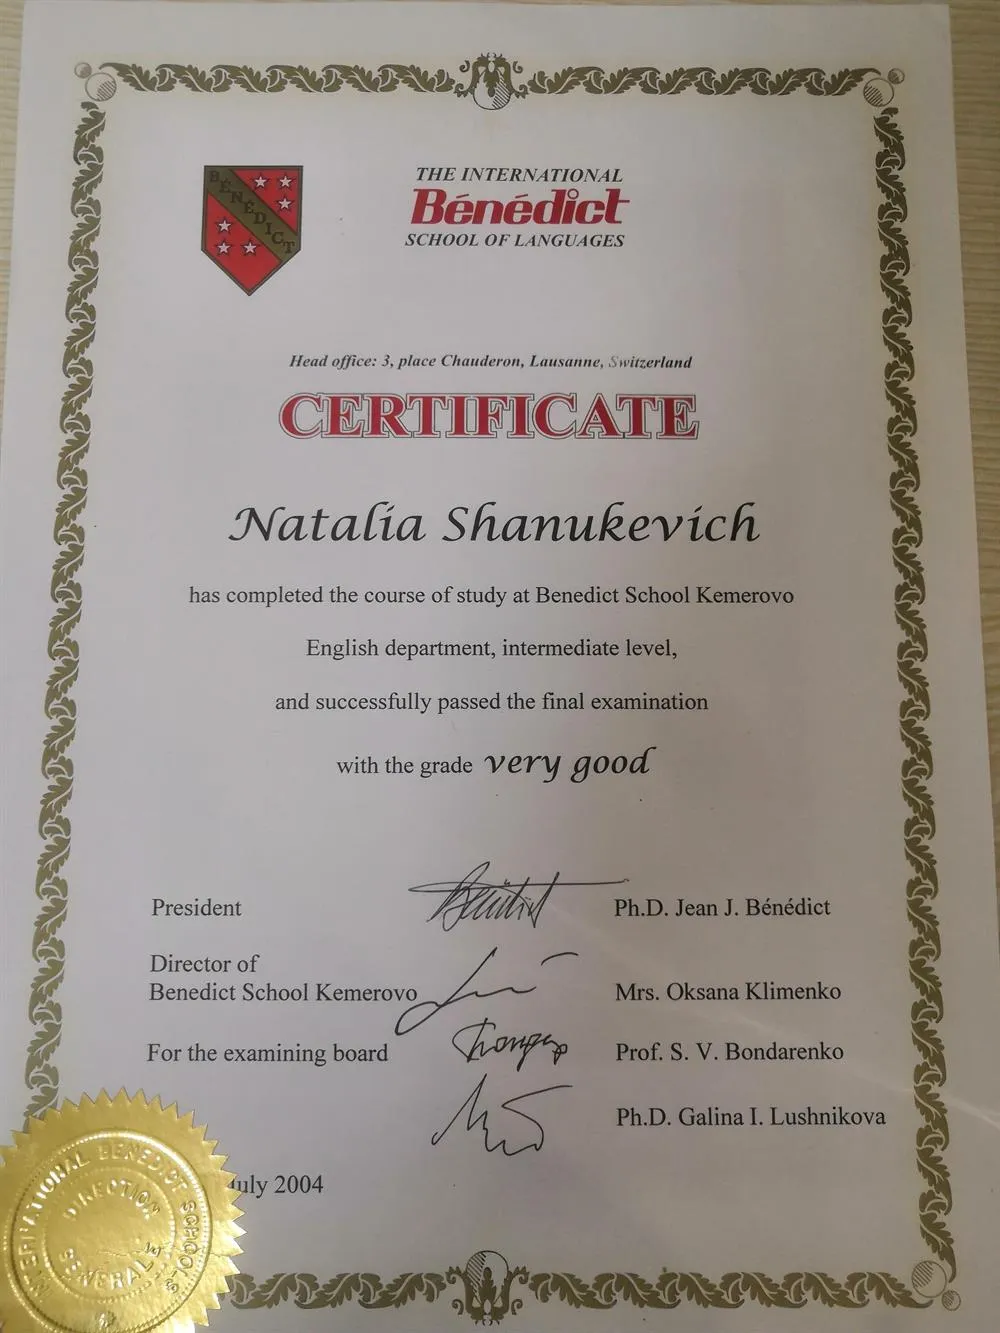 BÉNÉDICT
THE INTERNATIONAL
Bénédict
SCHOOL OF LANGUAGES
Head office: 3, place Chauderon, Lausanne, Switzerland
CERTIFICATE
Natalia Shanukevich
has completed the course of study at Benedict School Kemerovo
English department, intermediate level,
and successfully passed the final examination
with the grade very good
President Ph.D. Jean J. Bénédict
Director of
Benedict School Kemerovo Mrs. Oksana Klimenko
For the examining board Prof. S. V. Bondarenko
Ph.D. Galina I. Lushnikova
July 2004
INTERNATIONAL BENEDICT SCHOOLS
DIRECTION
GENERALE